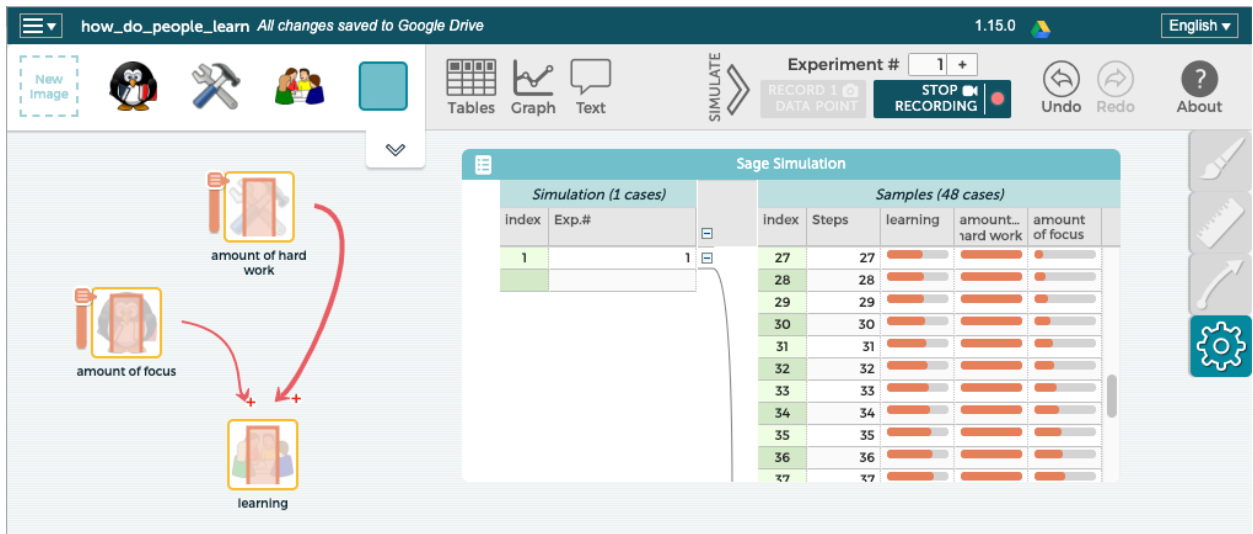 how_do_people_learn All changes saved to Google Drive 1.15.0 English
New
Image
Tables Graph Text
SIMULATE
Experiment # 1 +
RECORD 1
DATA POINT
STOP
RECORDING
Undo Redo
?
About
Sage Simulation
Simulation (1 cases) Samples (48 cases)
index Exp.# index Steps learning amount... hard work amount of focus
1 1 27 27
28 28
29 29
30 30
31 31
32 32
33 33
34 34
35 35
36 36
37 37
amount of hard
work
amount of focus
+ +
learning